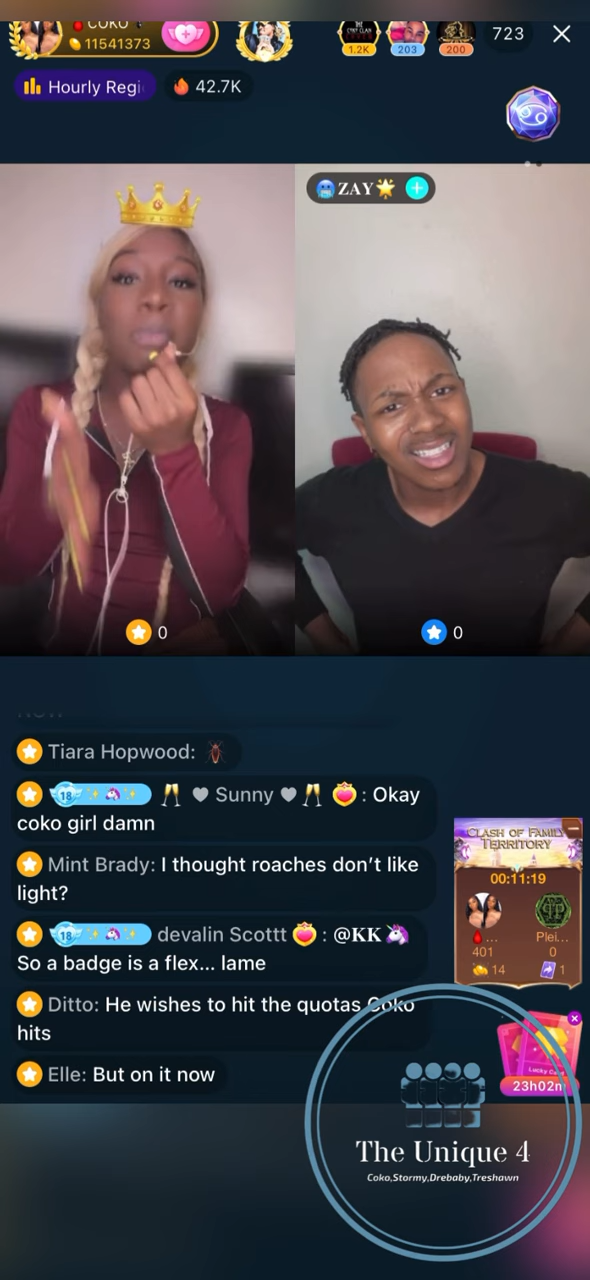 COKO
11541373
1.2K
203
200
723
Hourly Regi
42.7K
ZAY
0
0
Tiara Hopwood:
18 Sunny : Okay
coko girl damn
Mint Brady: I thought roaches don’t like
light?
18 devalin Scottt : @KK
So a badge is a flex... lame
Ditto: He wishes to hit the quotas Coko
hits
Elle: But on it now
CLASH OF FAMILY
TERRITORY
00:11:19
... Plei...
401 0
14 1
Lucky Ca
23h02m
The Unique 4
Coko,Stormy,Drebaby,Treshawn